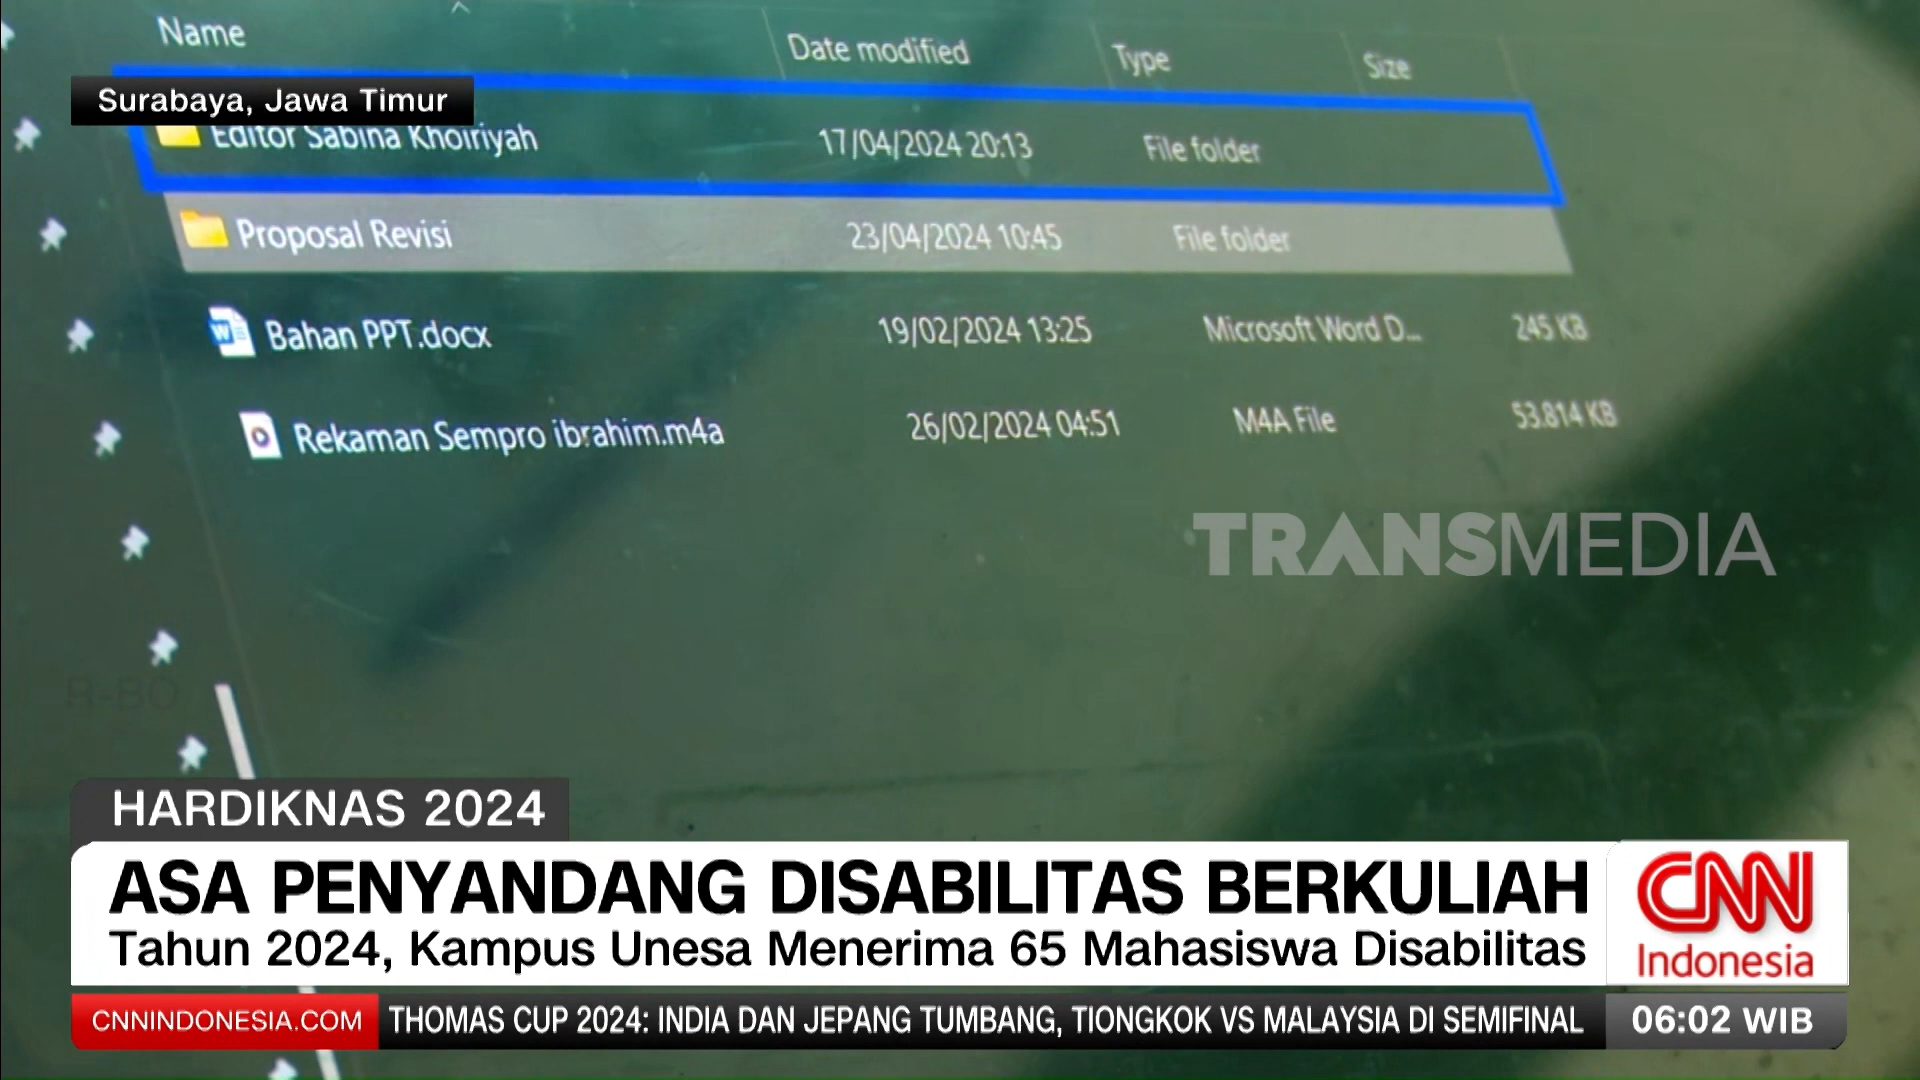 Name Date modified Type Size
Surabaya, Jawa Timur
Editor Sabina Khoiriyah 17/04/2024 20:13 File folder
Proposal Revisi 23/04/2024 10:45 File folder
Bahan PPT.docx 19/02/2024 13:25 Microsoft Word D... 245 KB
Rekaman Sempro ibrahim.m4a 26/02/2024 04:51 M4A File 53.814 KB
TRANSMEDIA
R-BO
HARDIKNAS 2024
ASA PENYANDANG DISABILITAS BERKULIAH
Tahun 2024, Kampus Unesa Menerima 65 Mahasiswa Disabilitas
CNN Indonesia
CNNINDONESIA.COM THOMAS CUP 2024: INDIA DAN JEPANG TUMBANG, TIONGKOK VS MALAYSIA DI SEMIFINAL 06:02 WIB